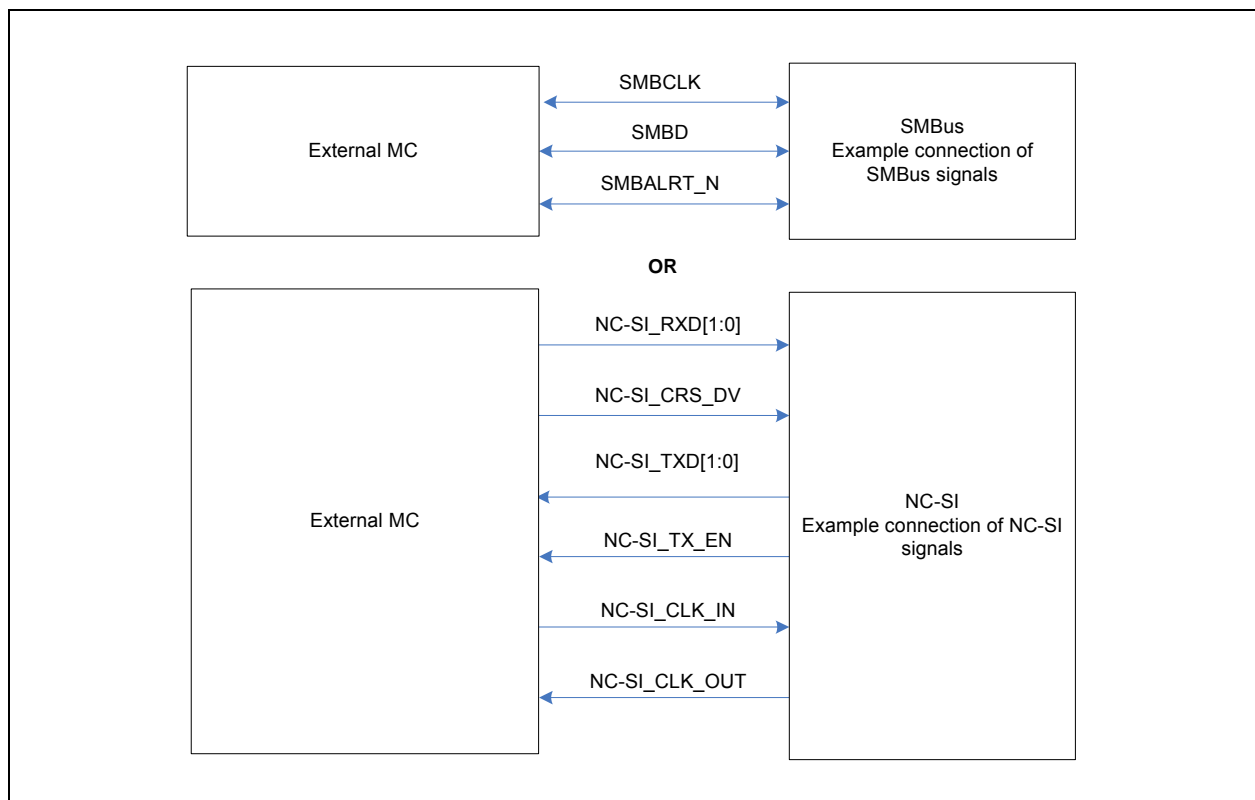 SMBCLK
SMBD
SMBALRT_N
External MC
SMBus
Example connection of
SMBus signals
OR
NC-SI_RXD[1:0]
NC-SI_CRS_DV
NC-SI_TXD[1:0]
NC-SI_TX_EN
NC-SI_CLK_IN
NC-SI_CLK_OUT
External MC
NC-SI
Example connection of NC-SI
signals